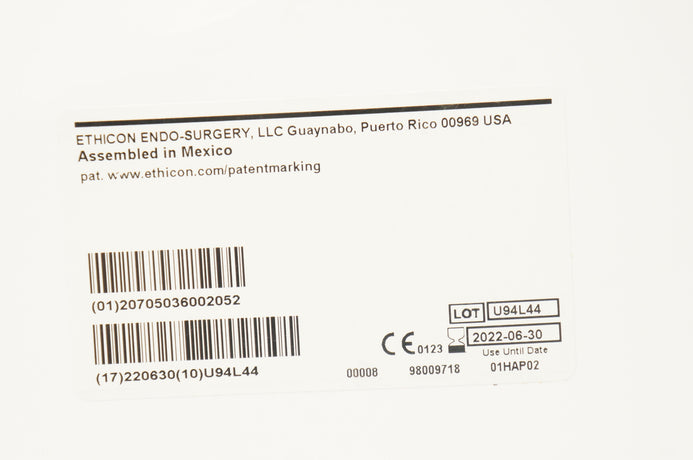 ETHICON ENDO-SURGERY, LLC Guaynabo, Puerto Rico 00969 USA
Assembled in Mexico
pat. www.ethicon.com/patentmarking
(01)20705036002052
(17)220630(10)U94L44
LOT U94L44
CE 0123 2022-06-30
Use Until Date
00008 98009718 01HAP02